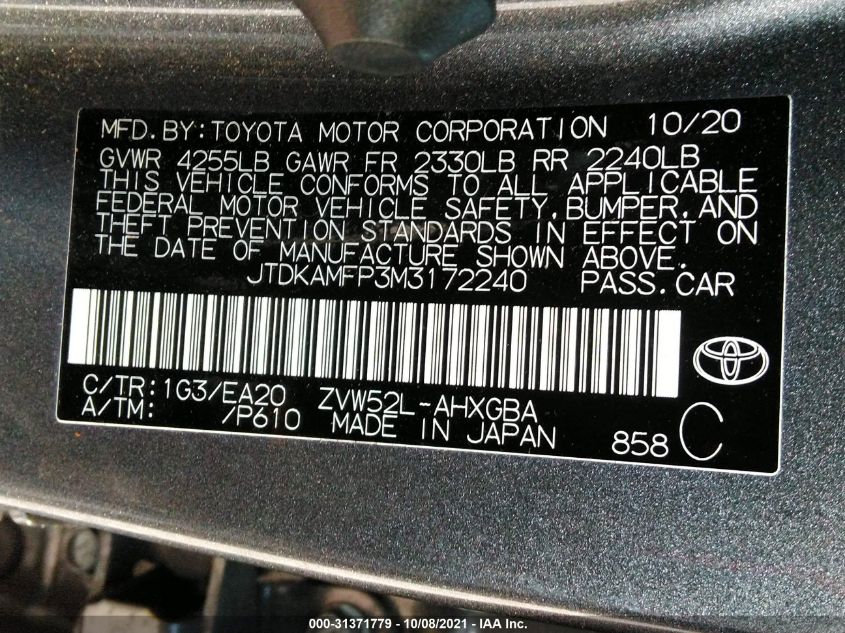 MFD.BY:TOYOTA MOTOR CORPORATION 10/20
GVWR 4255LB GAWR FR 2330LB RR 2240LB
THIS VEHICLE CONFORMS TO ALL APPLICABLE
FEDERAL MOTOR VEHICLE SAFETY,BUMPER,AND
THEFT PREVENTION STANDARDS IN EFFECT ON
THE DATE OF MANUFACTURE SHOWN ABOVE.
JTDKAMFP3M3172240 PASS.CAR
C/TR:1G3/EA20 ZVW52L-AHXGBA
A/TM: /P610 MADE IN JAPAN 858 C
000-31371779 - 10/08/2021 - IAA Inc.